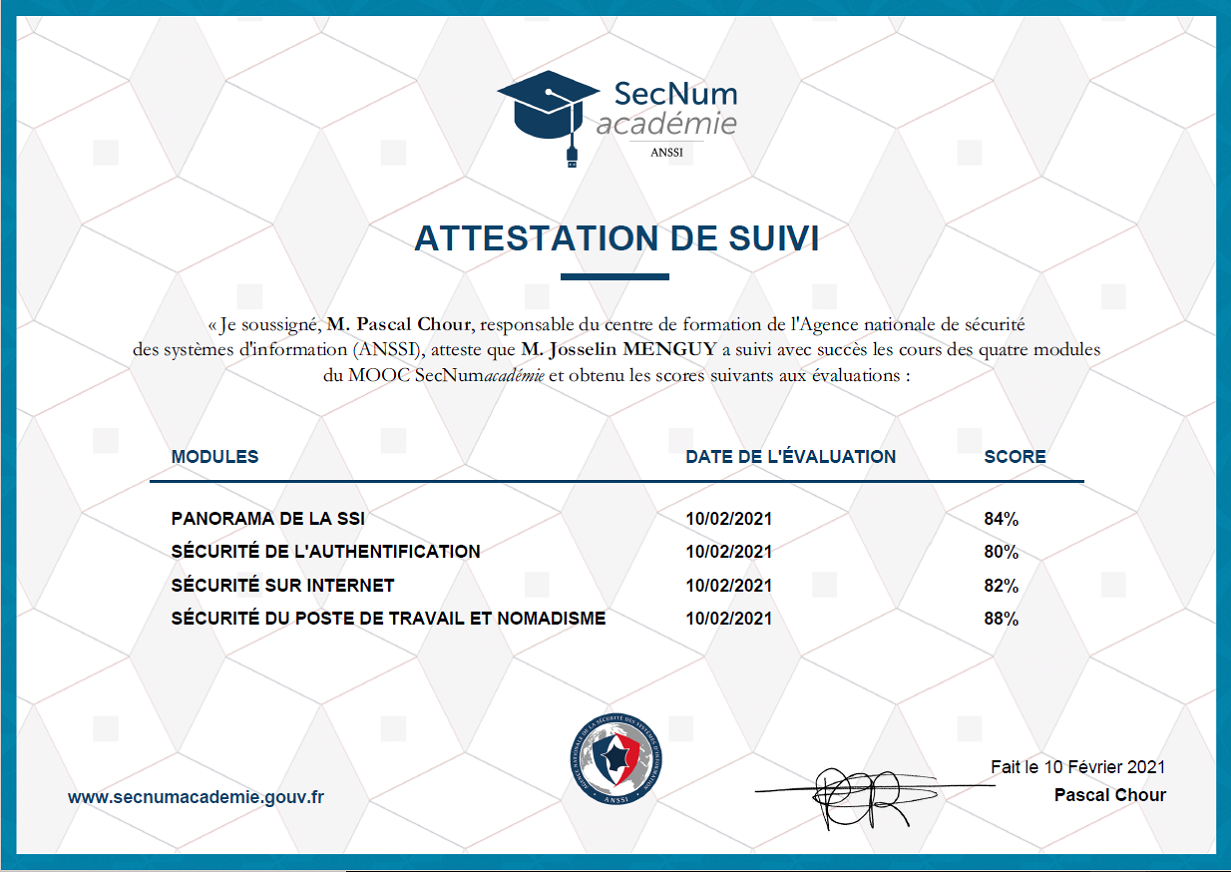 SecNum
académie
ANSSI
ATTESTATION DE SUIVI
« Je soussigné, M. Pascal Chour, responsable du centre de formation de l'Agence nationale de sécurité
des systèmes d'information (ANSSI), atteste que M. Josselin MENGUY a suivi avec succès les cours des quatre modules
du MOOC SecNumacadémie et obtenu les scores suivants aux évaluations :
MODULES DATE DE L'ÉVALUATION SCORE
PANORAMA DE LA SSI 10/02/2021 84%
SÉCURITÉ DE L'AUTHENTIFICATION 10/02/2021 80%
SÉCURITÉ SUR INTERNET 10/02/2021 82%
SÉCURITÉ DU POSTE DE TRAVAIL ET NOMADISME 10/02/2021 88%
AGENCE NATIONALE DE LA SÉCURITÉ DES SYSTÈMES D'INFORMATION
ANSSI
Fait le 10 Février 2021
Pascal Chour
www.secnumacademie.gouv.fr